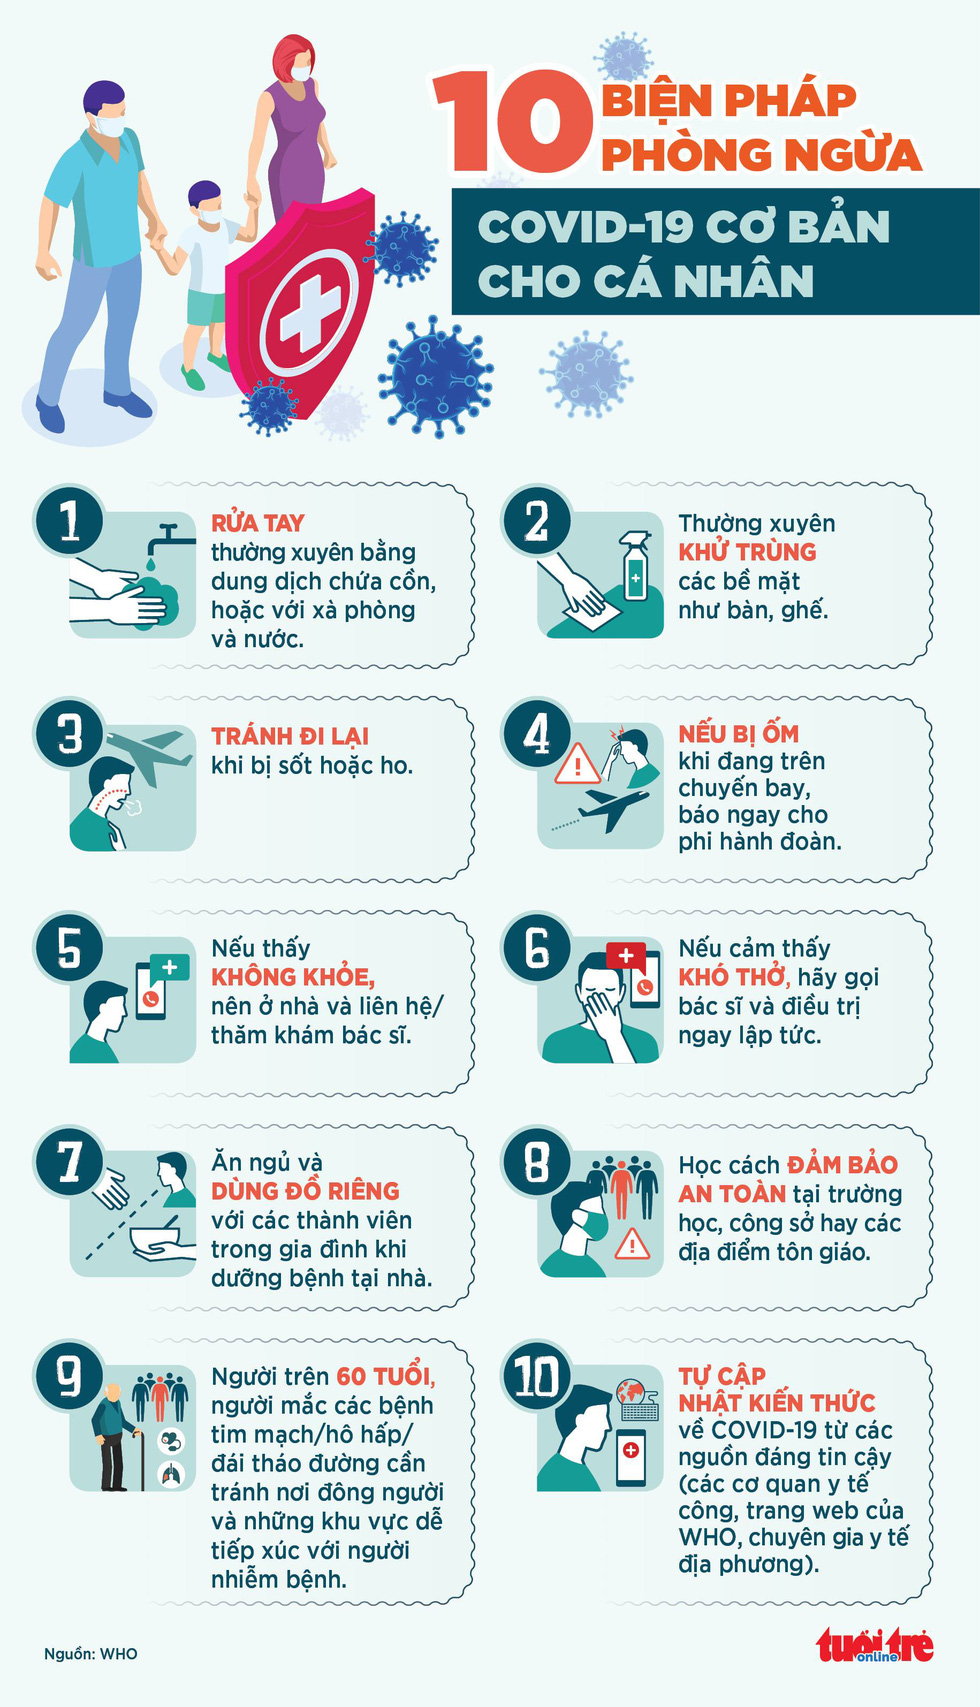 10 BIỆN PHÁP
PHÒNG NGỪA
COVID-19 CƠ BẢN
CHO CÁ NHÂN
1
RỬA TAY
thường xuyên bằng
dung dịch chứa cồn,
hoặc với xà phòng
và nước.
2
Thường xuyên
KHỬ TRÙNG
các bề mặt
như bàn, ghế.
3
TRÁNH ĐI LẠI
khi bị sốt hoặc ho.
4
NẾU BỊ ỐM
khi đang trên
chuyến bay,
báo ngay cho
phi hành đoàn.
5
Nếu thấy
KHÔNG KHỎE,
nên ở nhà và liên hệ/
thăm khám bác sĩ.
6
Nếu cảm thấy
KHÓ THỞ, hãy gọi
bác sĩ và điều trị
ngay lập tức.
7
Ăn ngủ và
DÙNG ĐỒ RIÊNG
với các thành viên
trong gia đình khi
dưỡng bệnh tại nhà.
8
Học cách ĐẢM BẢO
AN TOÀN tại trường
học, công sở hay các
địa điểm tôn giáo.
9
Người trên 60 TUỔI,
người mắc các bệnh
tim mạch/hô hấp/
đái tháo đường cần
tránh nơi đông người
và những khu vực dễ
tiếp xúc với người
nhiễm bệnh.
10
TỰ CẬP
NHẬT KIẾN THỨC
về COVID-19 từ các
nguồn đáng tin cậy
(các cơ quan y tế
công, trang web của
WHO, chuyên gia y tế
địa phương).
Nguồn: WHO
tuổi trẻ
online